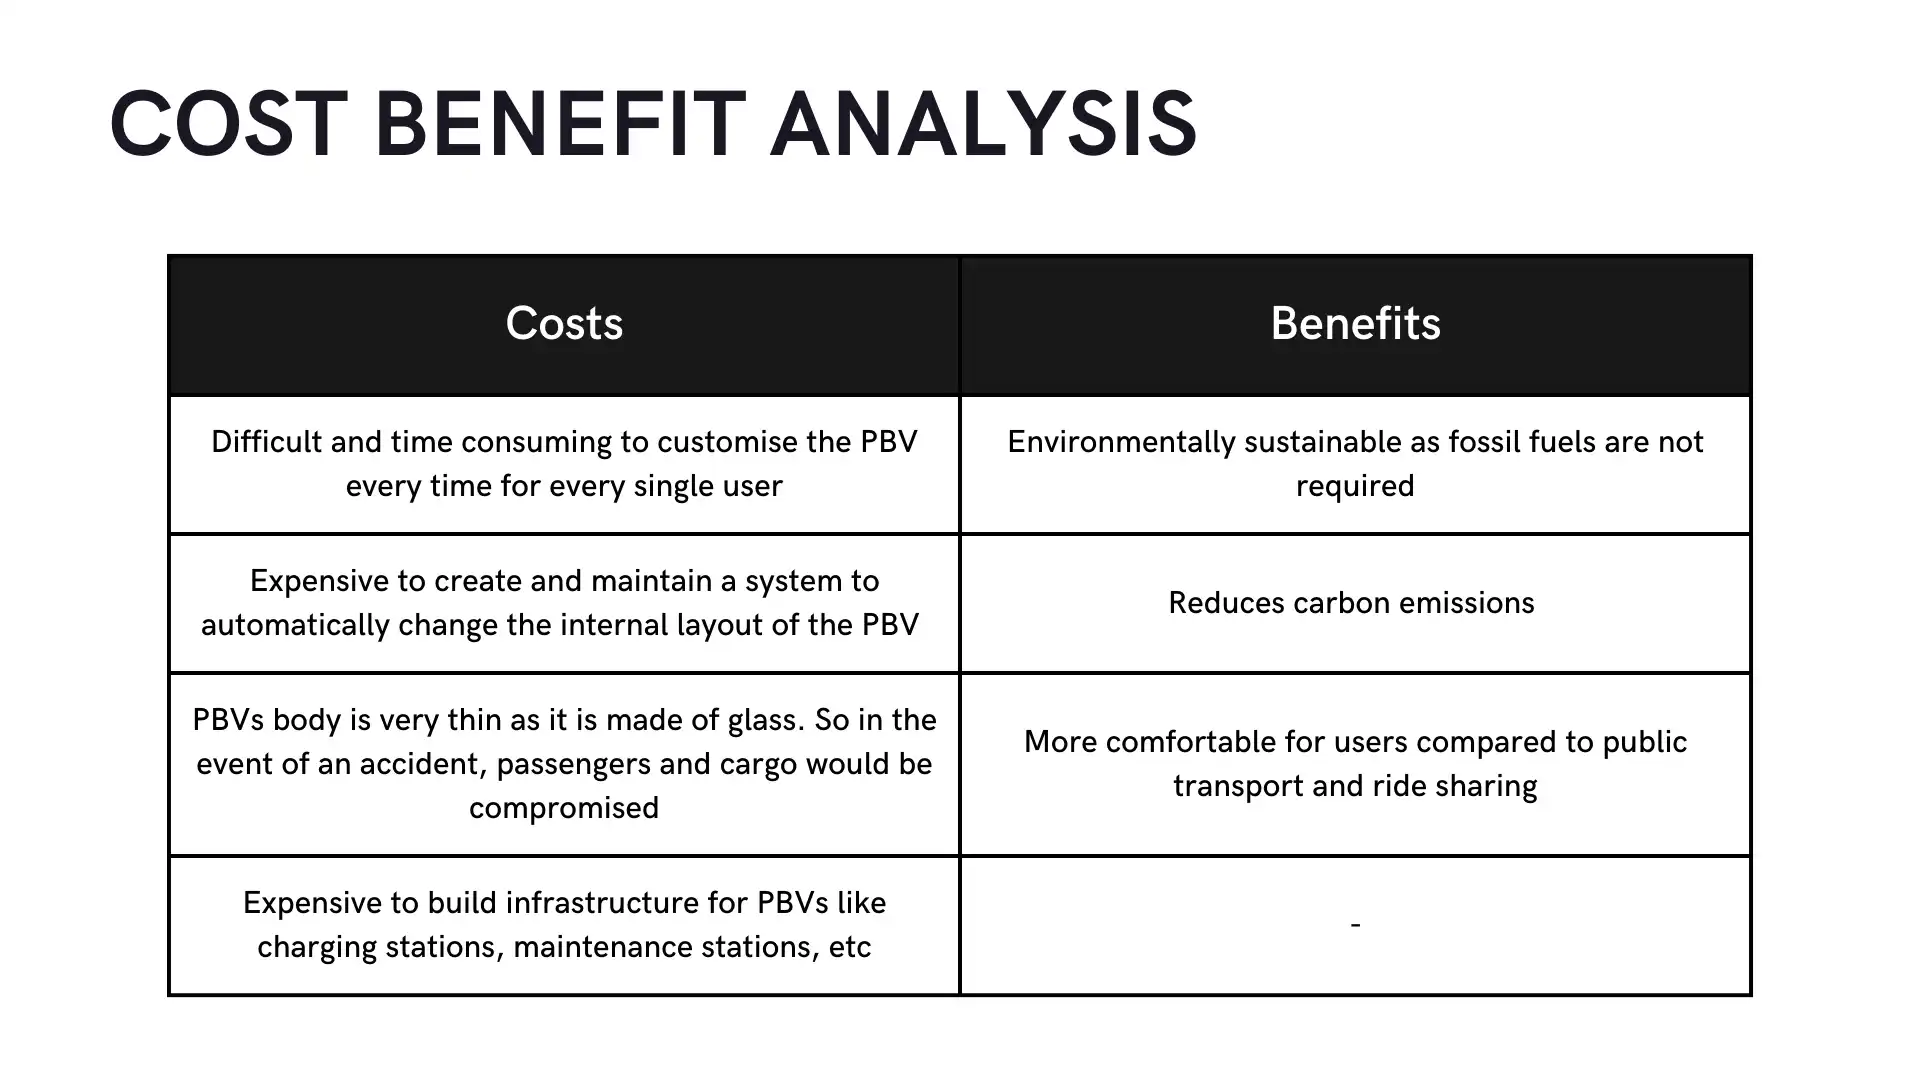 COST BENEFIT ANALYSIS
Costs
Benefits
Difficult and time consuming to customise the PBV
every time for every single user
Environmentally sustainable as fossil fuels are not
required
Expensive to create and maintain a system to
automatically change the internal layout of the PBV
Reduces carbon emissions
PBVs body is very thin as it is made of glass. So in the
event of an accident, passengers and cargo would be
compromised
More comfortable for users compared to public
transport and ride sharing
Expensive to build infrastructure for PBVs like
charging stations, maintenance stations, etc
-